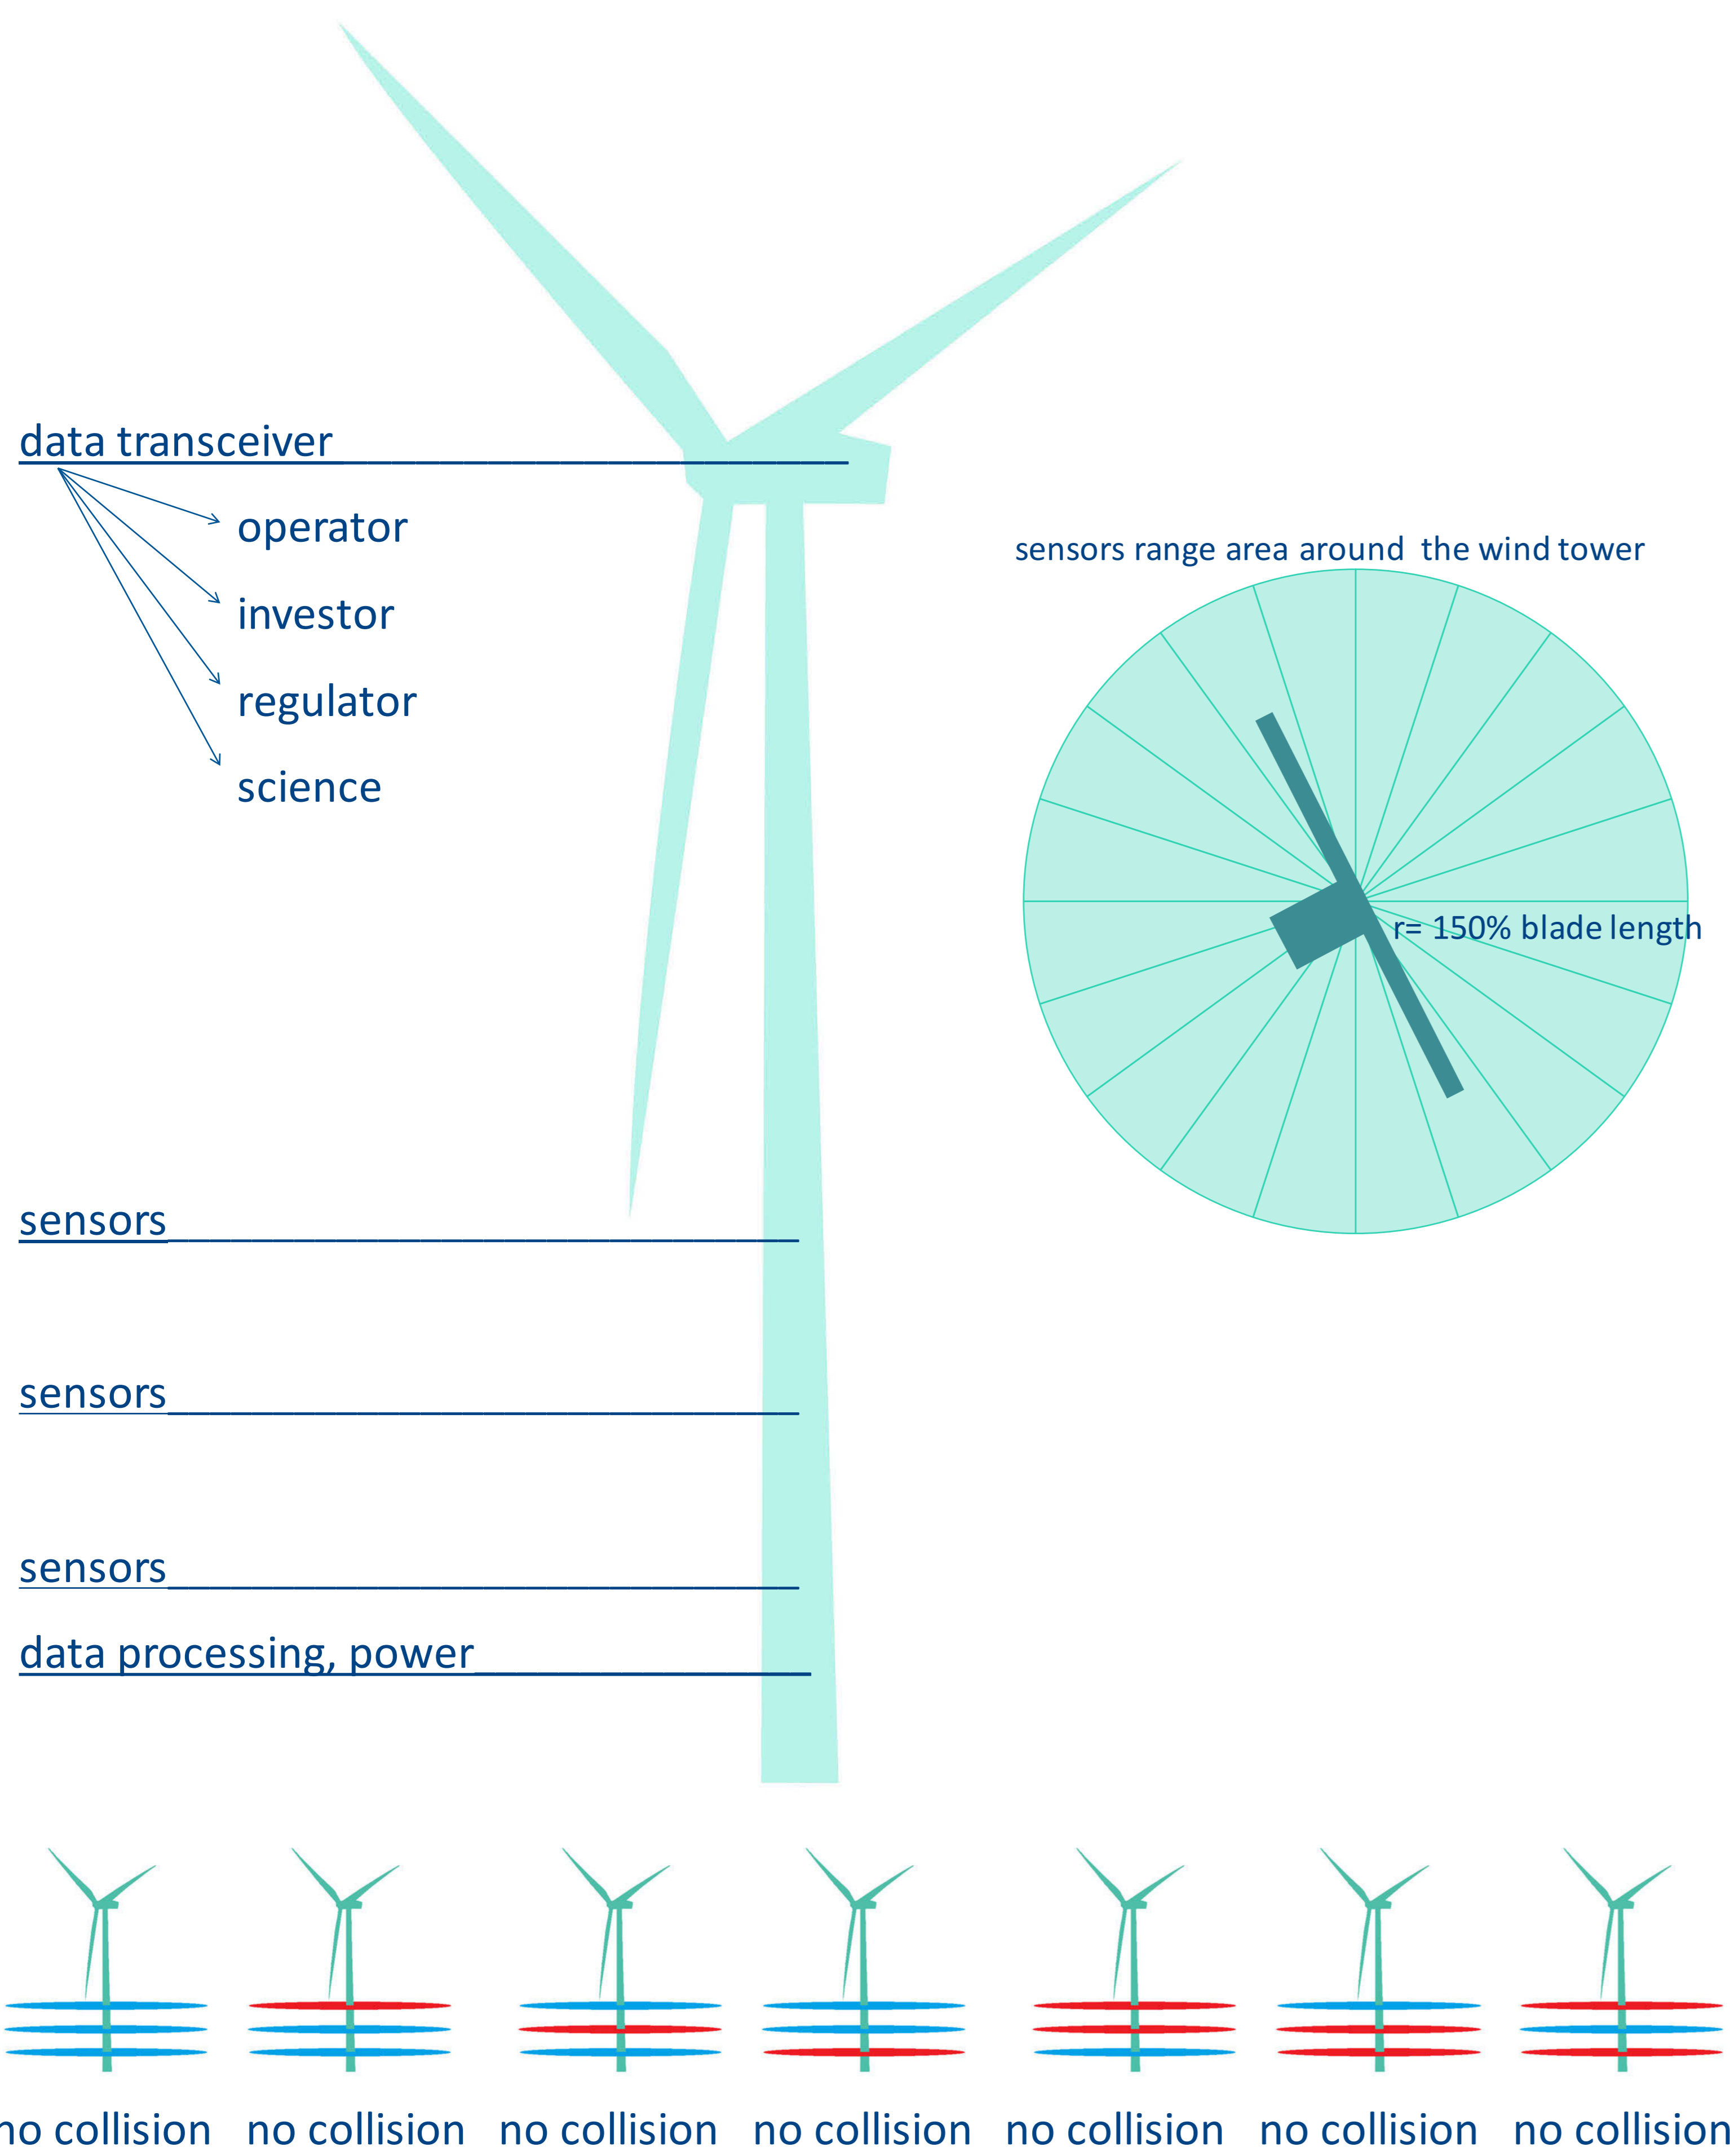 data transceiver
operator
investor
regulator
science
sensors range area around the wind tower
r= 150% blade length
sensors
sensors
sensors
data processing, power
no collision no collision no collision no collision no collision no collision no collision